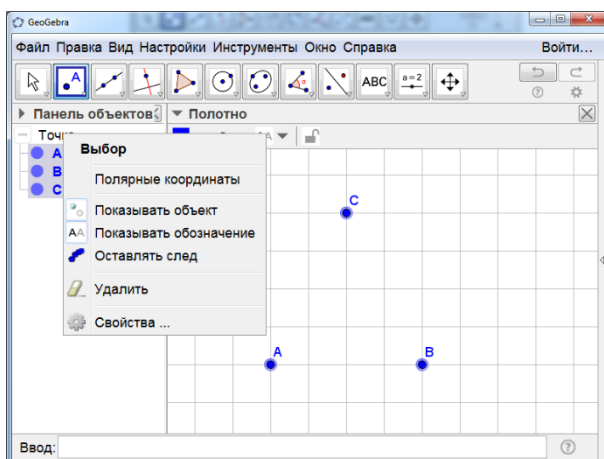 GeoGebra
Файл Правка Вид Настройки Инструменты Окно Справка Войти...
A ABC a=2
Панель объектов Полотно
Выбор
A
B
C
Полярные координаты
Показывать объект
AA Показывать обозначение
Оставлять след
Удалить
Свойства ...
C
A B
Ввод: